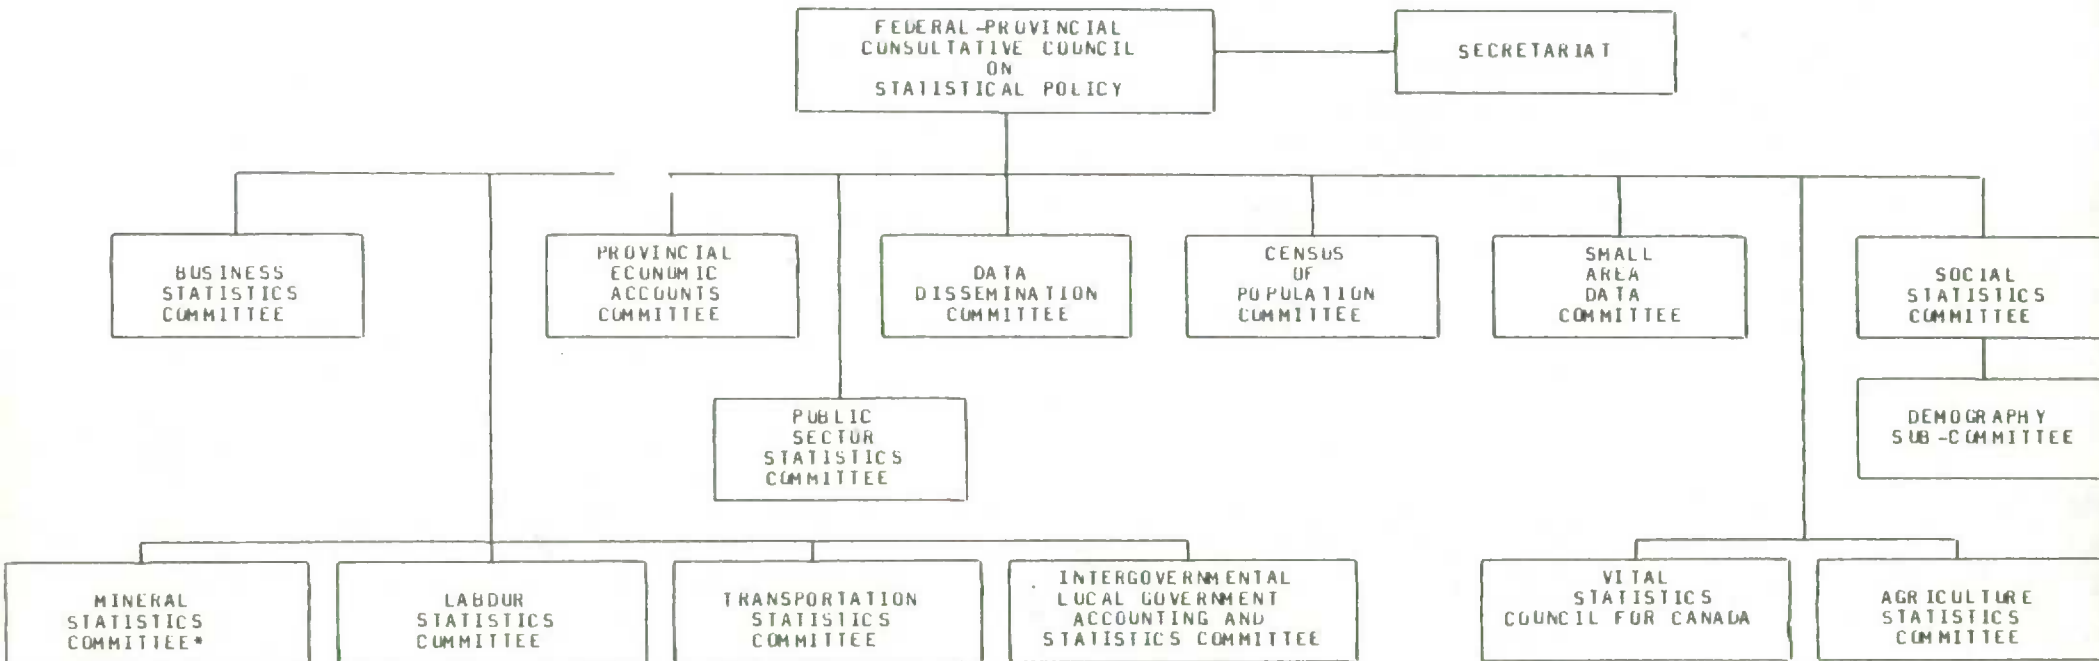 FEDERAL-PROVINCIAL
CONSULTATIVE COUNCIL
ON
STATISTICAL POLICY
SECRETARIAT
BUSINESS
STATISTICS
COMMITTEE
PROVINCIAL
ECONOMIC
ACCOUNTS
COMMITTEE
DATA
DISSEMINATION
COMMITTEE
CENSUS
OF
POPULATION
COMMITTEE
SMALL
AREA
DATA
COMMITTEE
SOCIAL
STATISTICS
COMMITTEE
PUBLIC
SECTOR
STATISTICS
COMMITTEE
DEMOGRAPHY
SUB-COMMITTEE
MINERAL
STATISTICS
COMMITTEE*
LABOUR
STATISTICS
COMMITTEE
TRANSPORTATION
STATISTICS
COMMITTEE
INTERGOVERNMENTAL
LOCAL GOVERNMENT
ACCOUNTING AND
STATISTICS COMMITTEE
VITAL
STATISTICS
COUNCIL FOR CANADA
AGRICULTURE
STATISTICS
COMMITTEE